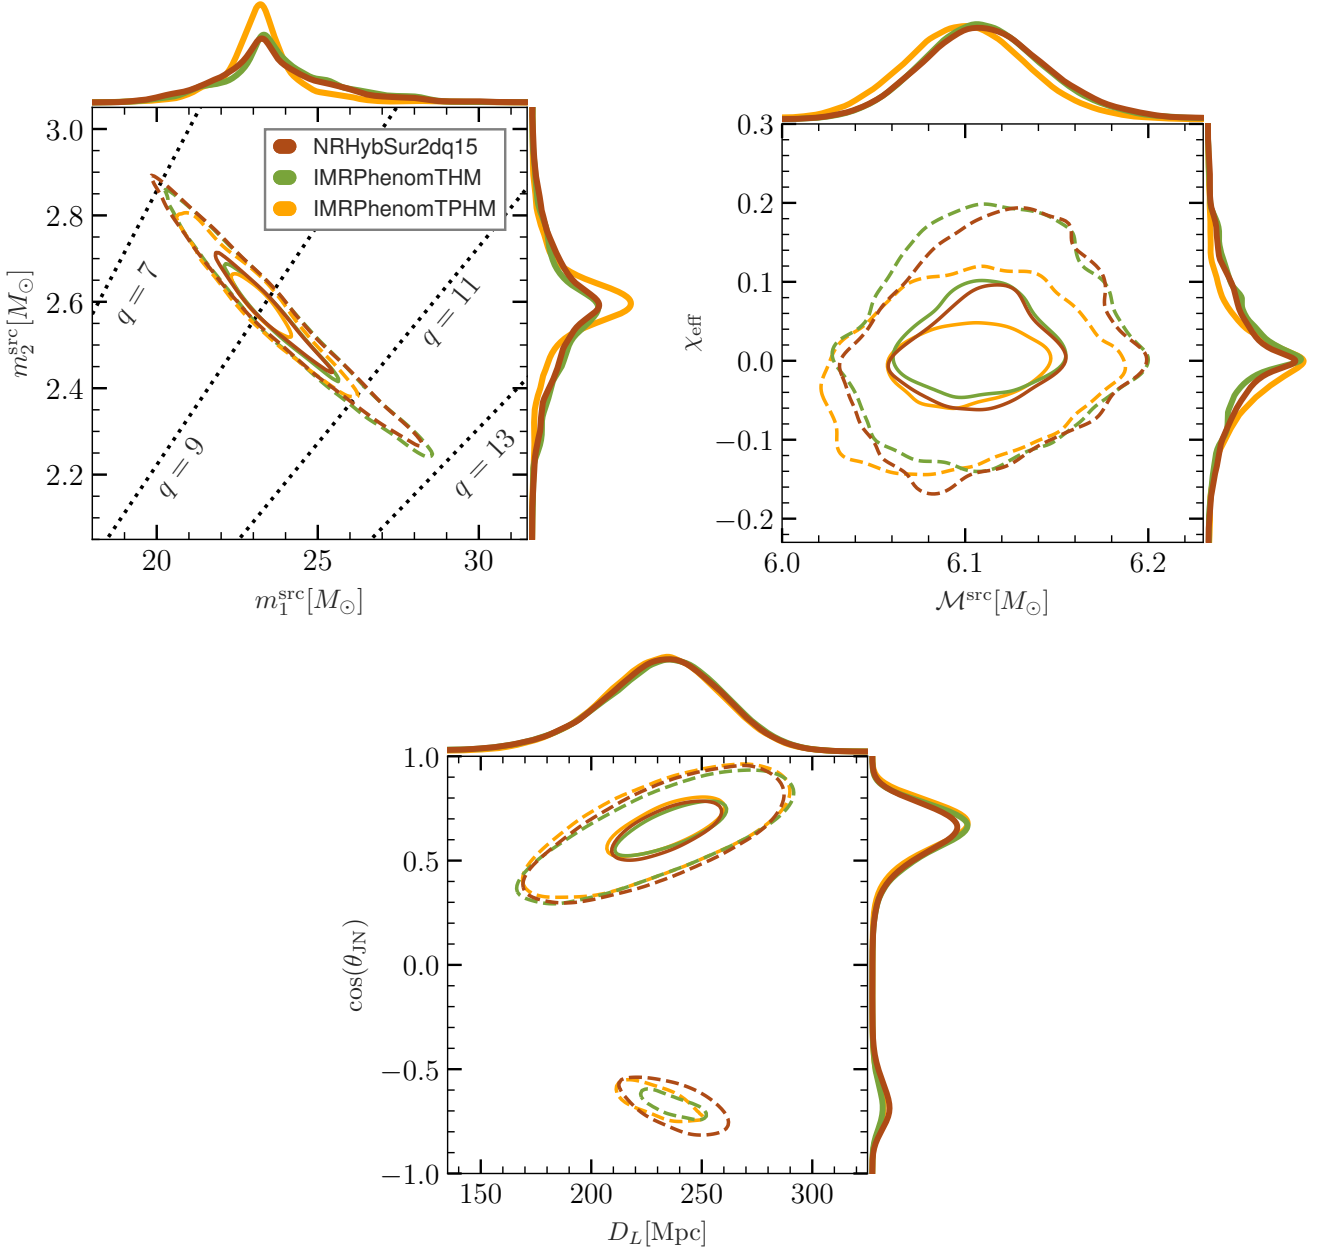 3.0
2.8
2.6
2.4
2.2
m_2^src [M_⊙]
NRHybSur2dq15
IMRPhenomTHM
IMRPhenomTPHM
q = 7
q = 11
q = 9
q = 13
20 25 30
m_1^src [M_⊙]
0.3
0.2
0.1
0.0
−0.1
−0.2
χ_eff
6.0 6.1 6.2
ℳ^src [M_⊙]
1.0
0.5
0.0
−0.5
−1.0
cos(θ_JN)
150 200 250 300
D_L [Mpc]